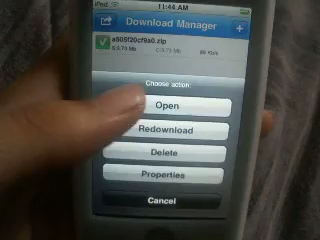 iPod
11:44 AM
Download Manager
+
a505f20cf9a0.zip
Choose action:
Open
Redownload
Delete
Properties
Cancel